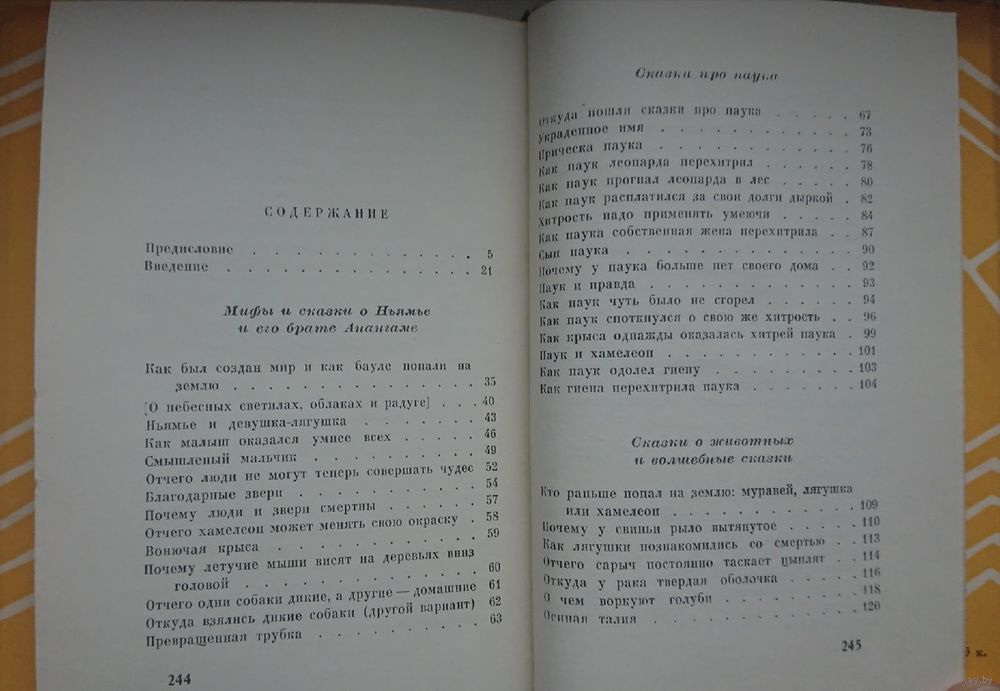 СОДЕРЖАНИЕ
Предисловие . . . . . . . . . . . . . 5
Введение . . . . . . . . . . . . . . 21
Мифы и сказки о Ньямье
и его брате Анангаме
Как был создан мир и как бауле попали на
землю . . . . . . . . . . . . . . 35
[О небесных светилах, облаках и радуге] . . . 40
Ньямье и девушка-лягушка . . . . . . . 43
Как малыш оказался умнее всех . . . . . 46
Смышленый мальчик . . . . . . . . . 49
Отчего люди не могут теперь совершать чудес 52
Благодарные звери . . . . . . . . . . 54
Почему люди и звери смертны . . . . . . 57
Отчего хамелеон может менять свою окраску . 58
Вонючая крыса . . . . . . . . . . . 59
Почему летучие мыши висят на деревьях вниз
головой . . . . . . . . . . . . . 60
Отчего одни собаки дикие, а другие — домашние 61
Откуда взялись дикие собаки (другой вариант) 62
Превращенная трубка . . . . . . . . . 63
244
Сказки про паука
Откуда пошли сказки про паука . . . . . 67
Украденное имя . . . . . . . . . . . 73
Прическа паука . . . . . . . . . . . 76
Как паук леопарда перехитрил . . . . . . 78
Как паук прогнал леопарда в лес . . . . . 80
Как паук расплатился за свои долги дыркой . 82
Хитрость надо применять умеючи . . . . . 84
Как паука собственная жена перехитрила . . 87
Сын паука . . . . . . . . . . . . . 90
Почему у паука больше нет своего дома . . 92
Паук и правда . . . . . . . . . . . 93
Как паук чуть было не сгорел . . . . . . 94
Как паук споткнулся о свою же хитрость . . 96
Как крыса однажды оказалась хитрей паука . 99
Паук и хамелеон . . . . . . . . . . . 101
Как паук одолел гиену . . . . . . . . 103
Как гиена перехитрила паука . . . . . . 104
Сказки о животных
и волшебные сказки
Кто раньше попал на землю: муравей, лягушка
или хамелеон . . . . . . . . . . . 109
Почему у свиньи рыло вытянутое . . . . . 110
Как лягушки познакомились со смертью . . 113
Отчего сарыч постоянно таскает цыплят . . 114
Откуда у рака твердая оболочка . . . . . 116
О чем воркуют голуби . . . . . . . . 118
Осиная талия . . . . . . . . . . . . 120
245
к.
ay.by